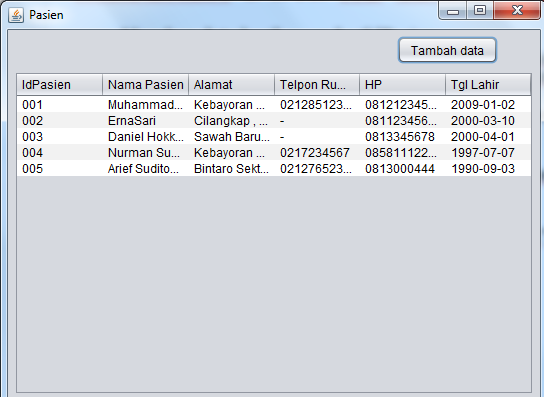 Pasien
Tambah data
IdPasien Nama Pasien Alamat Telpon Ru... HP Tgl Lahir
001 Muhammad... Kebayoran ... 021285123... 081212345... 2009-01-02
002 ErnaSari Cilangkap , ... - 081123456... 2000-03-10
003 Daniel Hokk... Sawah Baru... - 0813345678 2000-04-01
004 Nurman Su... Kebayoran ... 0217234567 085811122... 1997-07-07
005 Arief Sudito... Bintaro Sekt... 021276523... 0813000444 1990-09-03